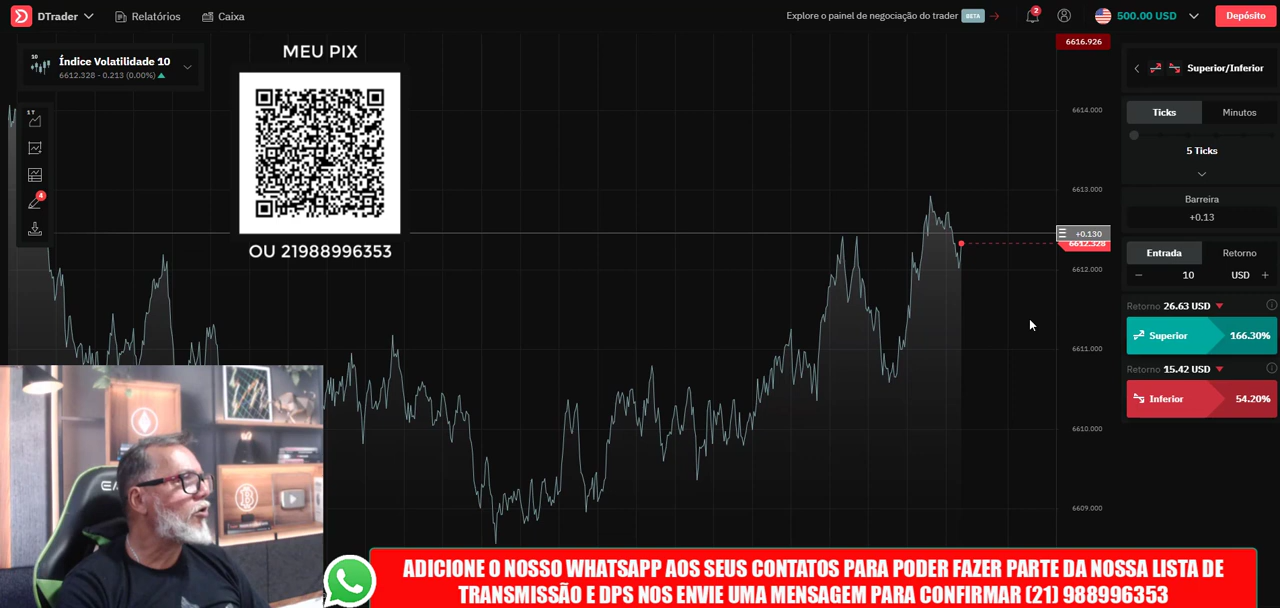 DTrader
Relatórios
Caixa
Explore o painel de negociação do trader BETA
2
500.00 USD
Depósito
10
Índice Volatilidade 10
6612.328 - 0.213 (0.00%)
MEU PIX
OU 21988996353
1T
4
6616.926
6614.000
6613.000
+0.130
6612.328
6612.000
6611.000
6610.000
6609.000
Superior/Inferior
Ticks
Minutos
5 Ticks
Barreira
+0.13
Entrada
Retorno
− 10 USD +
Retorno 26.63 USD
Superior 166.30%
Retorno 15.42 USD
Inferior 54.20%
ADICIONE O NOSSO WHATSAPP AOS SEUS CONTATOS PARA PODER FAZER PARTE DA NOSSA LISTA DE
TRANSMISSÃO E DPS NOS ENVIE UMA MENSAGEM PARA CONFIRMAR (21) 988996353